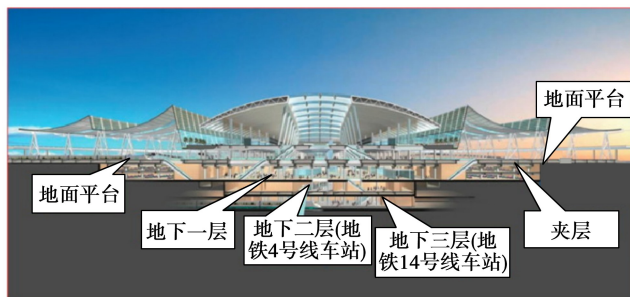 地面平台
地面平台
地下一层
地下二层(地
铁4号线车站)
地下三层(地
铁14号线车站)
夹层